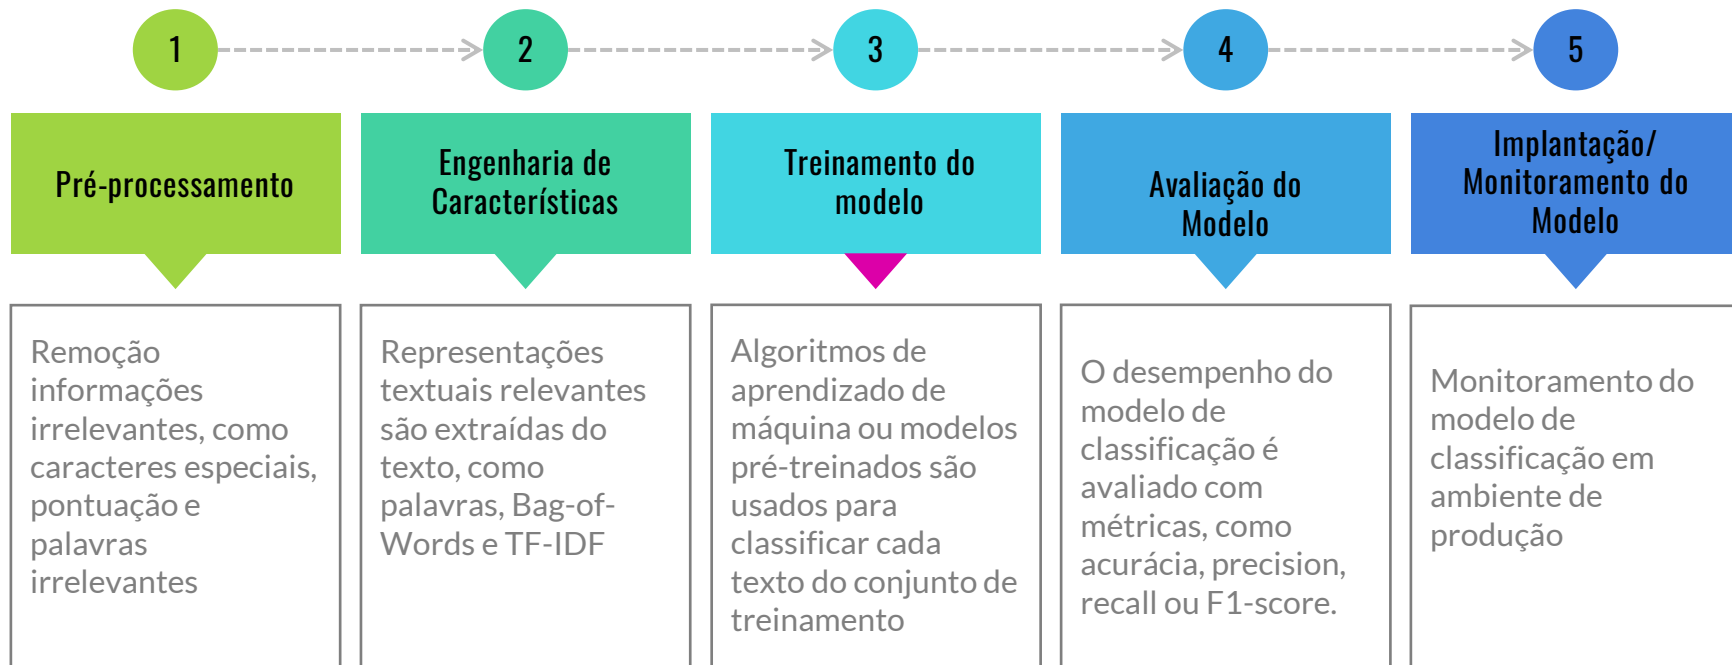 1
2
3
4
5
Pré-processamento
Engenharia de
Características
Treinamento do
modelo
Avaliação do
Modelo
Implantação/
Monitoramento do
Modelo
Remoção
informações
irrelevantes, como
caracteres especiais,
pontuação e
palavras
irrelevantes
Representações
textuais relevantes
são extraídas do
texto, como
palavras, Bag-of-
Words e TF-IDF
Algoritmos de
aprendizado de
máquina ou modelos
pré-treinados são
usados para
classificar cada
texto do conjunto de
treinamento
O desempenho do
modelo de
classificação é
avaliado com
métricas, como
acurácia, precision,
recall ou F1-score.
Monitoramento do
modelo de
classificação em
ambiente de
produção